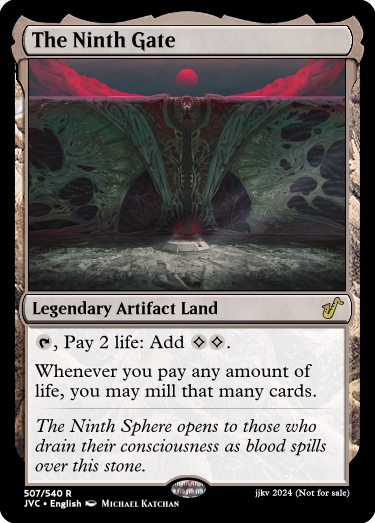 The Ninth Gate
Legendary Artifact Land
, Pay 2 life: Add .
Whenever you pay any amount of
life, you may mill that many cards.
The Ninth Sphere opens to those who
drain their consciousness as blood spills
over this stone.
507/540 R
jjkv 2024 (Not for sale)
JVC • English Michael Katchan